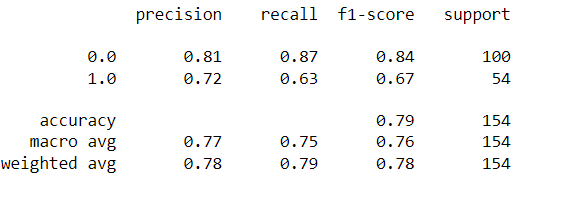 precision recall f1-score support
0.0 0.81 0.87 0.84 100
1.0 0.72 0.63 0.67 54
accuracy 0.79 154
macro avg 0.77 0.75 0.76 154
weighted avg 0.78 0.79 0.78 154